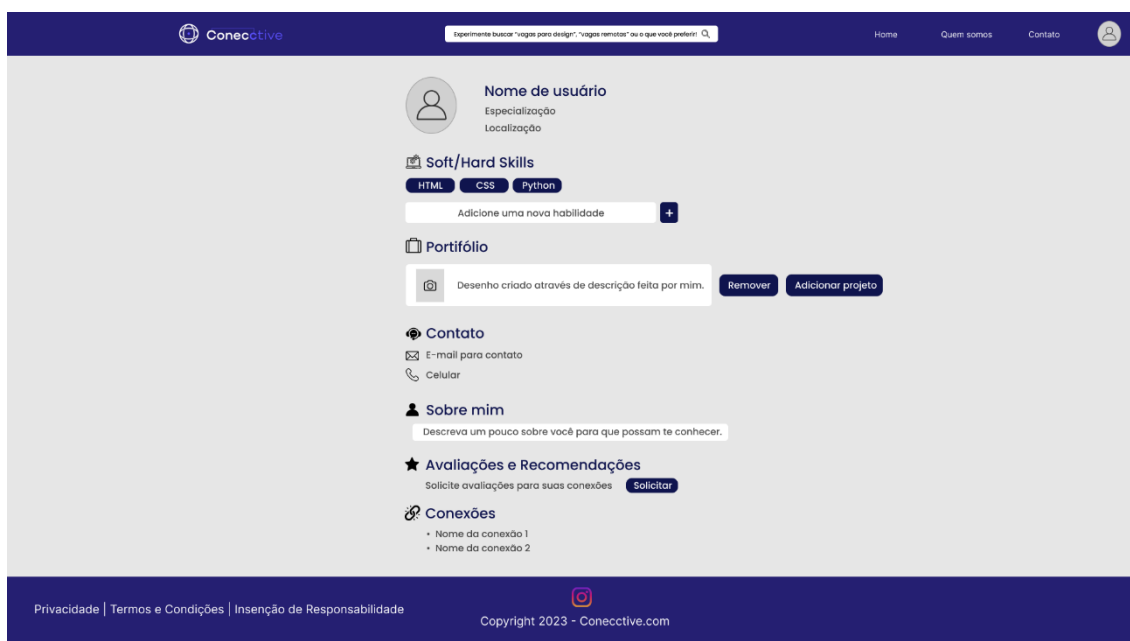 Conecctive
Experimente buscar "vagas para design", "vagas remotas" ou o que você preferir!
Home
Quem somos
Contato
Nome de usuário
Especialização
Localização
Soft/Hard Skills
HTML
CSS
Python
Adicione uma nova habilidade
+
Portifólio
Desenho criado através de descrição feita por mim.
Remover
Adicionar projeto
Contato
E-mail para contato
Celular
Sobre mim
Descreva um pouco sobre você para que possam te conhecer.
Avaliações e Recomendações
Solicite avaliações para suas conexões
Solicitar
Conexões
• Nome da conexão 1
• Nome da conexão 2
Privacidade | Termos e Condições | Insenção de Responsabilidade
Copyright 2023 - Conecctive.com